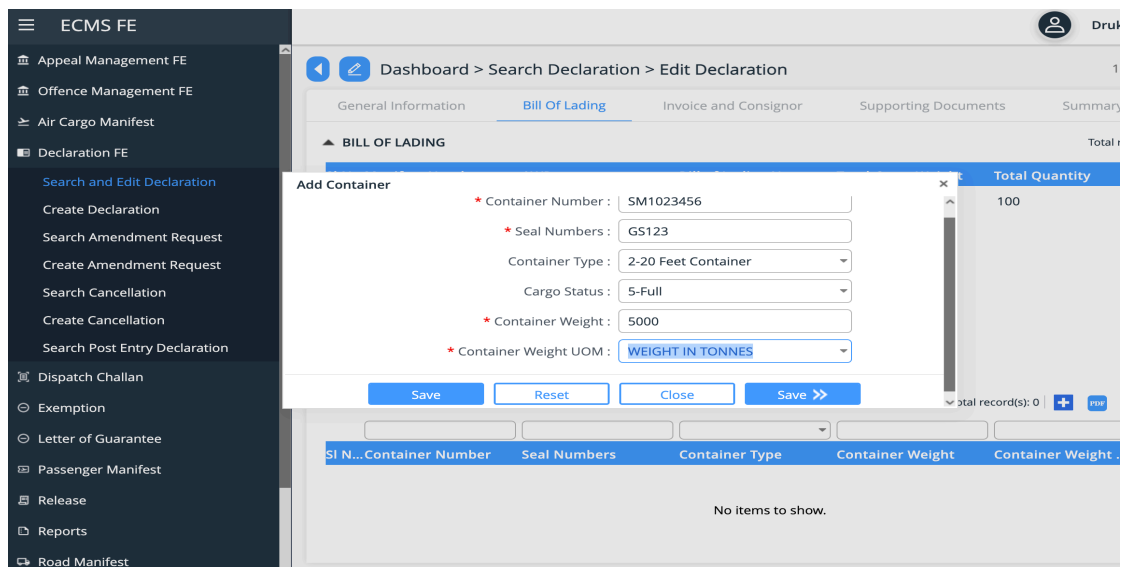 ECMS FE
Druk
Appeal Management FE
Offence Management FE
Air Cargo Manifest
Declaration FE
Search and Edit Declaration
Create Declaration
Search Amendment Request
Create Amendment Request
Search Cancellation
Create Cancellation
Search Post Entry Declaration
Dispatch Challan
Exemption
Letter of Guarantee
Passenger Manifest
Release
Reports
Road Manifest
Dashboard > Search Declaration > Edit Declaration
1
General Information Bill Of Lading Invoice and Consignor Supporting Documents Summary
BILL OF LADING
Total r
Total Quantity
100
Add Container
* Container Number : SM1023456
* Seal Numbers : GS123
Container Type : 2-20 Feet Container
Cargo Status : 5-Full
* Container Weight : 5000
* Container Weight UOM : WEIGHT IN TONNES
Save Reset Close Save
otal record(s): 0 PDF
Sl N... Container Number Seal Numbers Container Type Container Weight Container Weight .
No items to show.